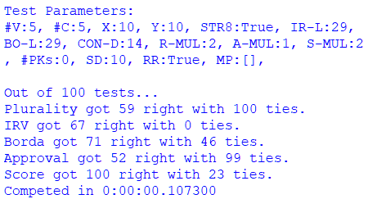 Test Parameters:
#V:5, #C:5, X:10, Y:10, STR8:True, IR-L:29,
BO-L:29, CON-D:14, R-MUL:2, A-MUL:1, S-MUL:2
, #PKs:0, SD:10, RR:True, MP:[],
Out of 100 tests...
Plurality got 59 right with 100 ties.
IRV got 67 right with 0 ties.
Borda got 71 right with 46 ties.
Approval got 52 right with 99 ties.
Score got 100 right with 23 ties.
Competed in 0:00:00.107300